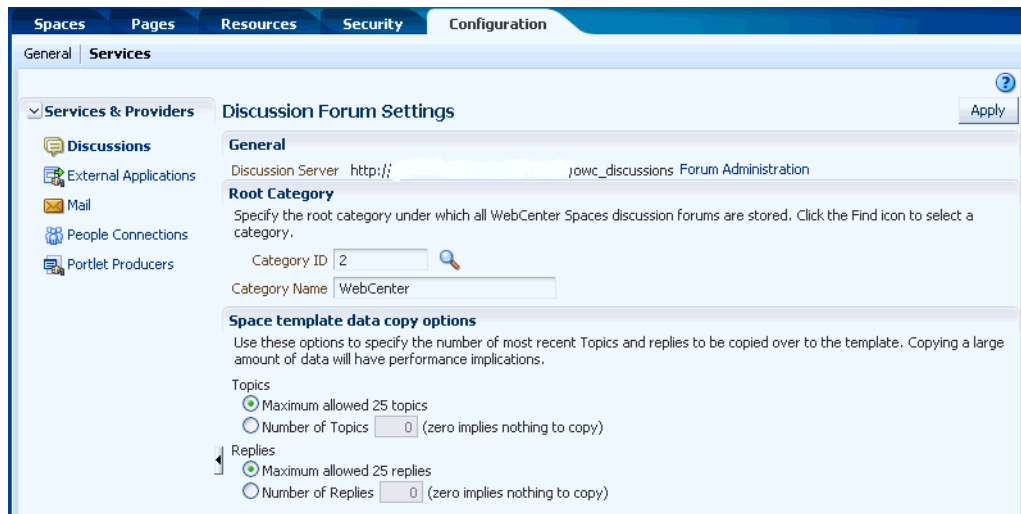 Spaces Pages Resources Security Configuration
General Services
Services & Providers
Discussions
External Applications
Mail
People Connections
Portlet Producers
Discussion Forum Settings
Apply
General
Discussion Server http:// owc_discussions Forum Administration
Root Category
Specify the root category under which all WebCenter Spaces discussion forums are stored. Click the Find icon to select a
category.
Category ID 2
Category Name WebCenter
Space template data copy options
Use these options to specify the number of most recent Topics and replies to be copied over to the template. Copying a large
amount of data will have performance implications.
Topics
Maximum allowed 25 topics
Number of Topics 0 (zero implies nothing to copy)
Replies
Maximum allowed 25 replies
Number of Replies 0 (zero implies nothing to copy)